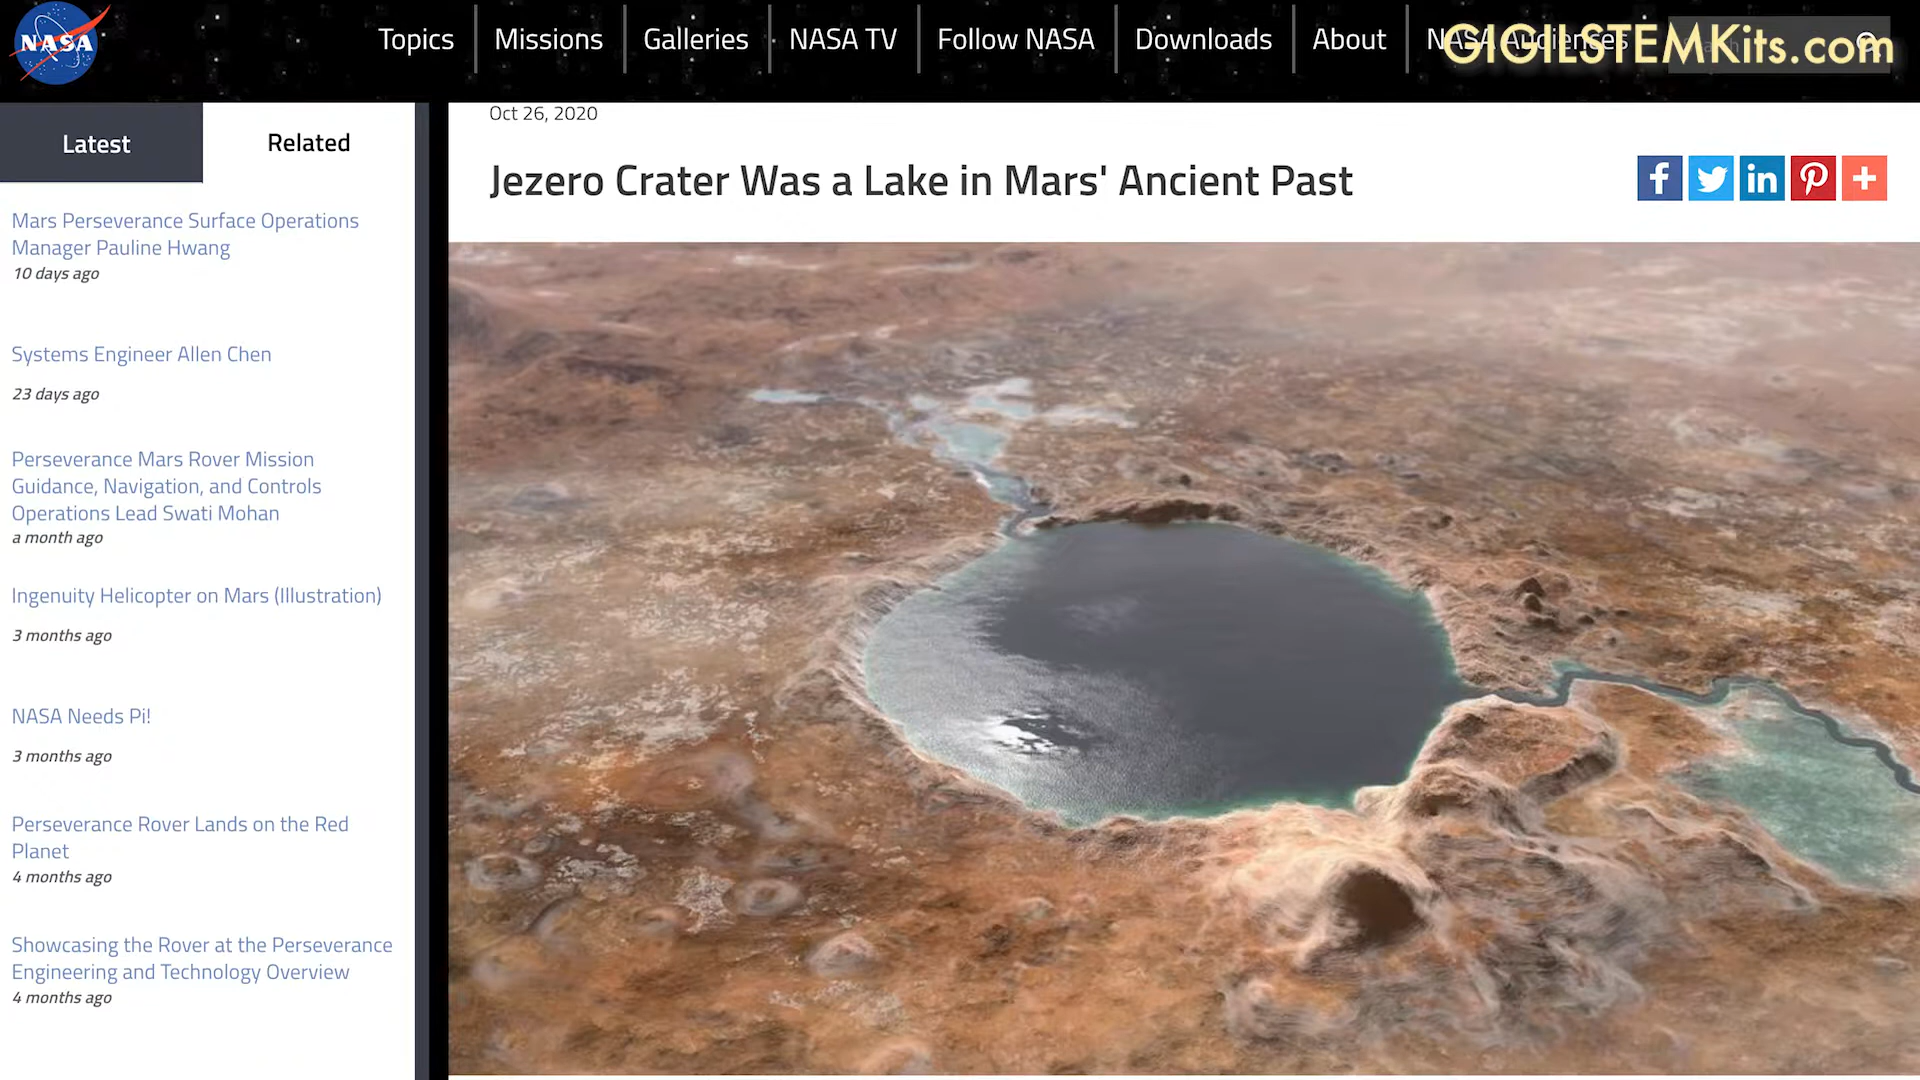 NASA
Topics
Missions
Galleries
NASA TV
Follow NASA
Downloads
About
NASA Audiences
GIGILSTEMKits.com
Latest
Related
Mars Perseverance Surface Operations
Manager Pauline Hwang
10 days ago
Systems Engineer Allen Chen
23 days ago
Perseverance Mars Rover Mission
Guidance, Navigation, and Controls
Operations Lead Swati Mohan
a month ago
Ingenuity Helicopter on Mars (Illustration)
3 months ago
NASA Needs Pi!
3 months ago
Perseverance Rover Lands on the Red
Planet
4 months ago
Showcasing the Rover at the Perseverance
Engineering and Technology Overview
4 months ago
Oct 26, 2020
Jezero Crater Was a Lake in Mars' Ancient Past